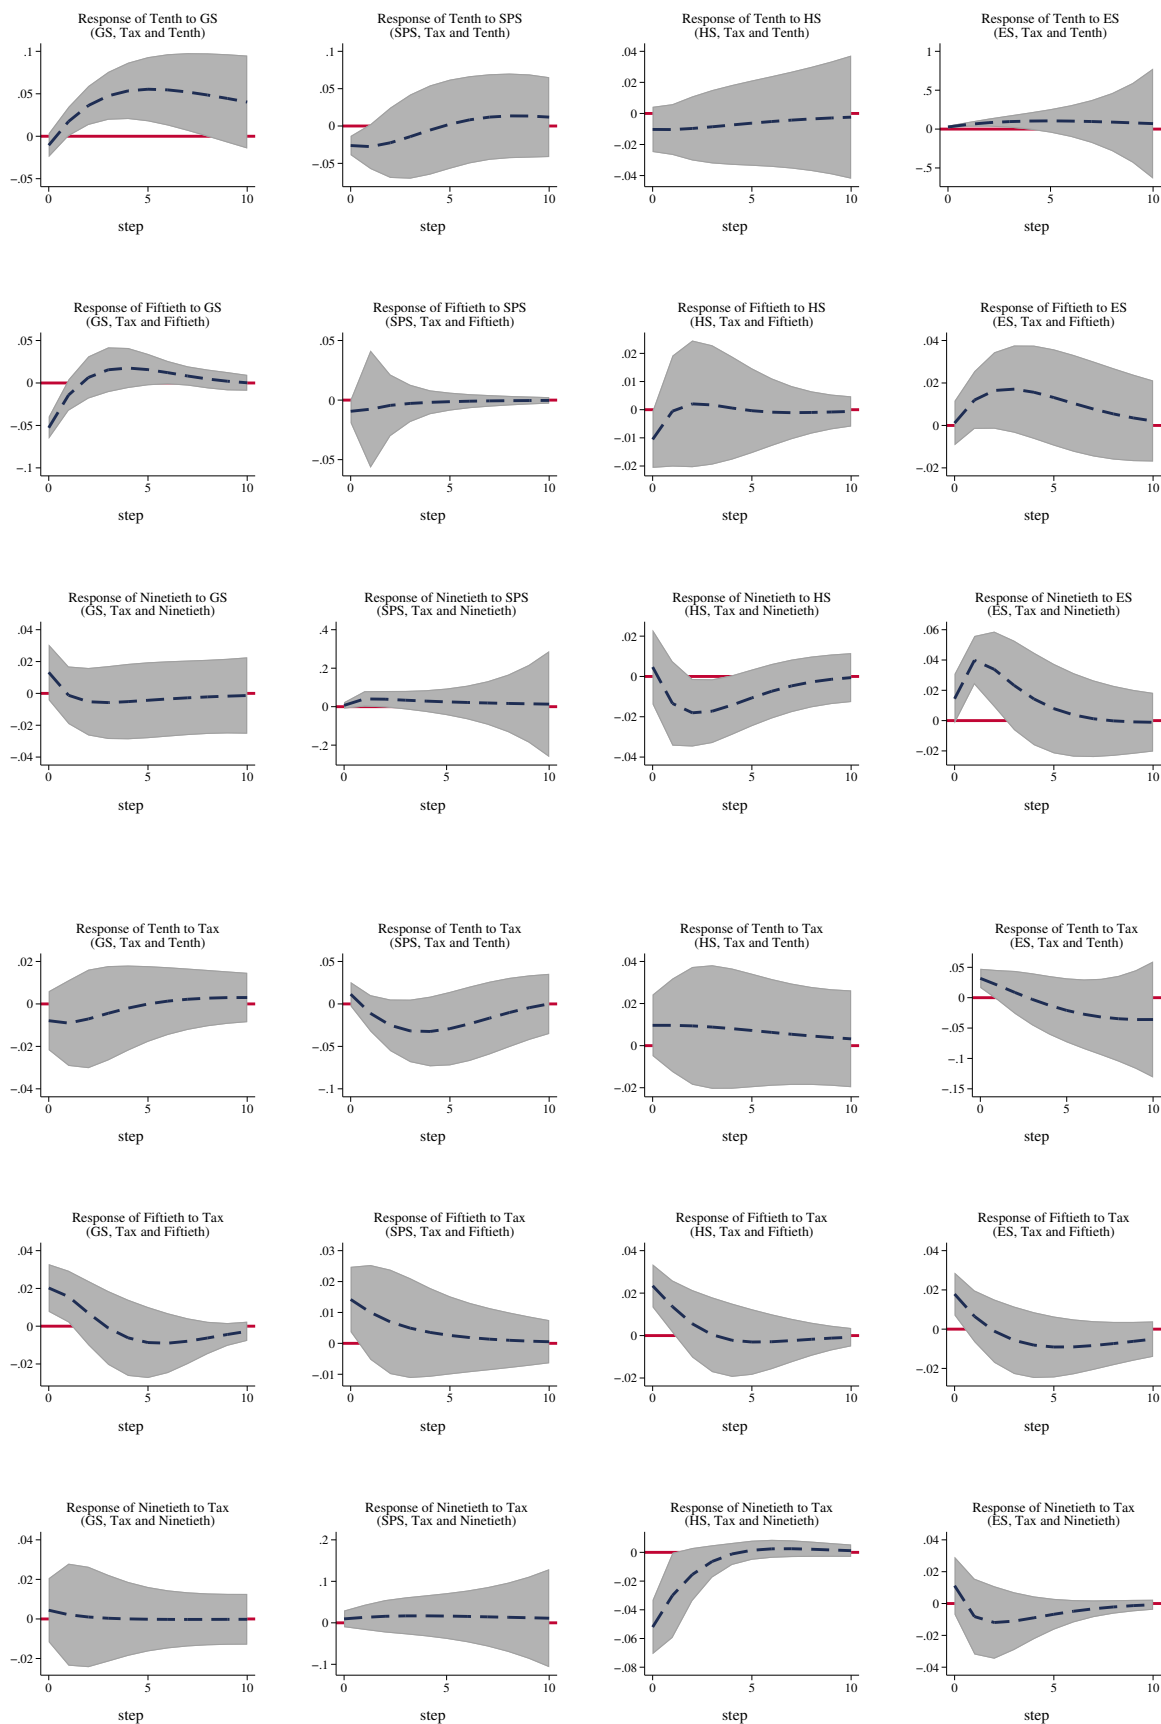 Response of Tenth to GS
(GS, Tax and Tenth)
.1
.05
0
−.05
0 5 10
step
Response of Tenth to SPS
(SPS, Tax and Tenth)
.1
.05
0
−.05
0 5 10
step
Response of Tenth to HS
(HS, Tax and Tenth)
.04
.02
0
−.02
−.04
0 5 10
step
Response of Tenth to ES
(ES, Tax and Tenth)
1
.5
0
−.5
0 5 10
step
Response of Fiftieth to GS
(GS, Tax and Fiftieth)
.05
0
−.05
−.1
0 5 10
step
Response of Fiftieth to SPS
(SPS, Tax and Fiftieth)
.05
0
−.05
0 5 10
step
Response of Fiftieth to HS
(HS, Tax and Fiftieth)
.02
.01
0
−.01
−.02
0 5 10
step
Response of Fiftieth to ES
(ES, Tax and Fiftieth)
.04
.02
0
−.02
0 5 10
step
Response of Ninetieth to GS
(GS, Tax and Ninetieth)
.04
.02
0
−.02
−.04
0 5 10
step
Response of Ninetieth to SPS
(SPS, Tax and Ninetieth)
.4
.2
0
−.2
0 5 10
step
Response of Ninetieth to HS
(HS, Tax and Ninetieth)
.02
0
−.02
−.04
0 5 10
step
Response of Ninetieth to ES
(ES, Tax and Ninetieth)
.06
.04
.02
0
−.02
0 5 10
step
Response of Tenth to Tax
(GS, Tax and Tenth)
.02
0
−.02
−.04
0 5 10
step
Response of Tenth to Tax
(SPS, Tax and Tenth)
.05
0
−.05
−.1
0 5 10
step
Response of Tenth to Tax
(HS, Tax and Tenth)
.04
.02
0
−.02
0 5 10
step
Response of Tenth to Tax
(ES, Tax and Tenth)
.05
0
−.05
−.1
−.15
0 5 10
step
Response of Fiftieth to Tax
(GS, Tax and Fiftieth)
.04
.02
0
−.02
0 5 10
step
Response of Fiftieth to Tax
(SPS, Tax and Fiftieth)
.03
.02
.01
0
−.01
0 5 10
step
Response of Fiftieth to Tax
(HS, Tax and Fiftieth)
.04
.02
0
−.02
0 5 10
step
Response of Fiftieth to Tax
(ES, Tax and Fiftieth)
.04
.02
0
−.02
0 5 10
step
Response of Ninetieth to Tax
(GS, Tax and Ninetieth)
.04
.02
0
−.02
0 5 10
step
Response of Ninetieth to Tax
(SPS, Tax and Ninetieth)
.2
.1
0
−.1
0 5 10
step
Response of Ninetieth to Tax
(HS, Tax and Ninetieth)
0
−.02
−.04
−.06
−.08
0 5 10
step
Response of Ninetieth to Tax
(ES, Tax and Ninetieth)
.04
.02
0
−.02
−.04
0 5 10
step